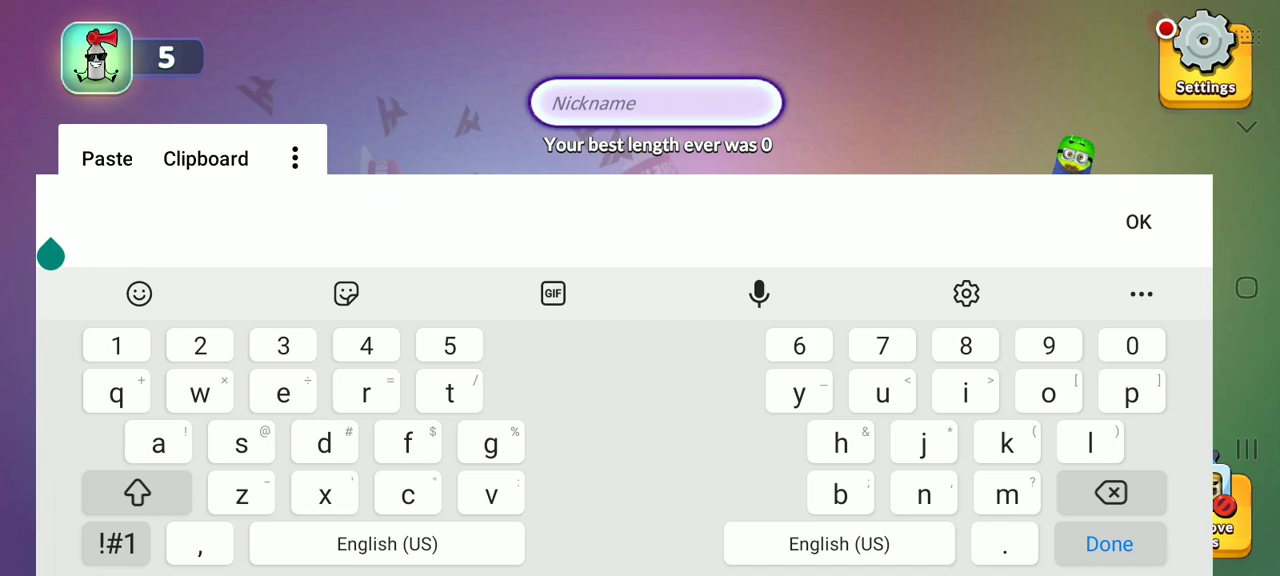 5
Nickname
Settings
Your best length ever was 0
Paste Clipboard
OK
GIF
1 2 3 4 5 6 7 8 9 0
q + w × e ÷ r = t / y _ u < i > o [ p ]
a ! s @ d # f $ g % h & j * k ( l )
z - x ' c " v : b ; n , m ?
!#1 , English (US) English (US) . Done